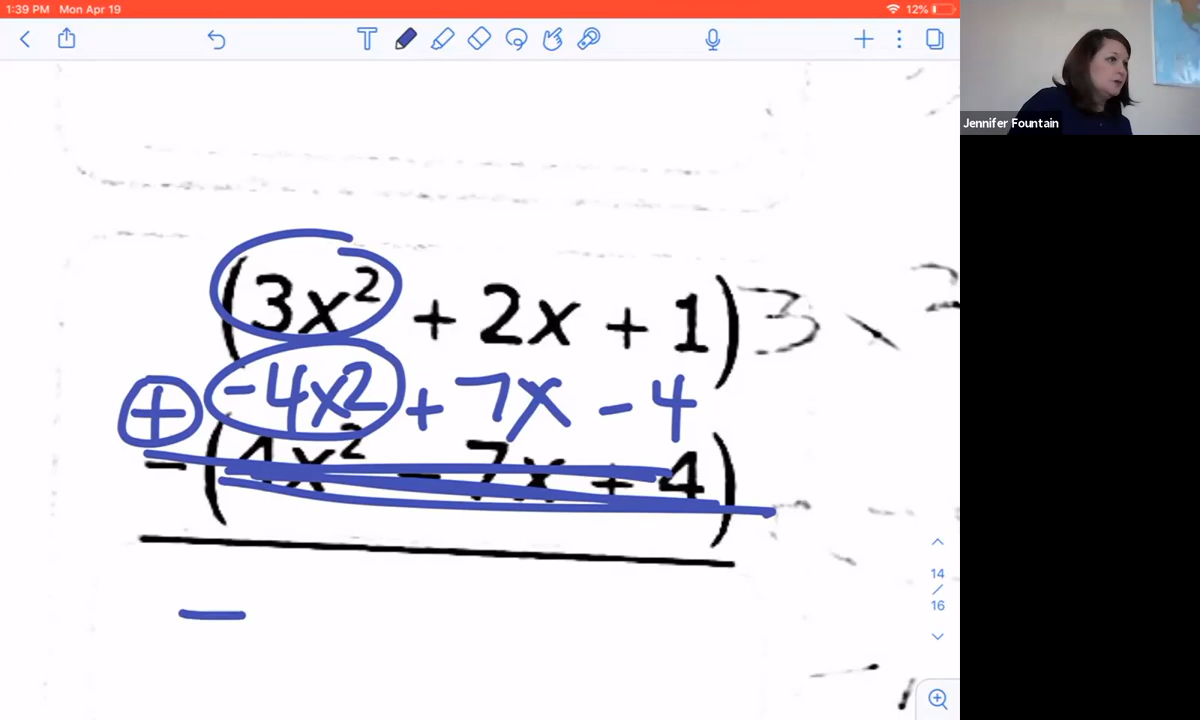 1:39 PM Mon Apr 19
12%
Jennifer Fountain
(3x² + 2x + 1) 3x
+ -4x2 + 7x - 4
- (4x² - 7x + 4)
-
14
/
16